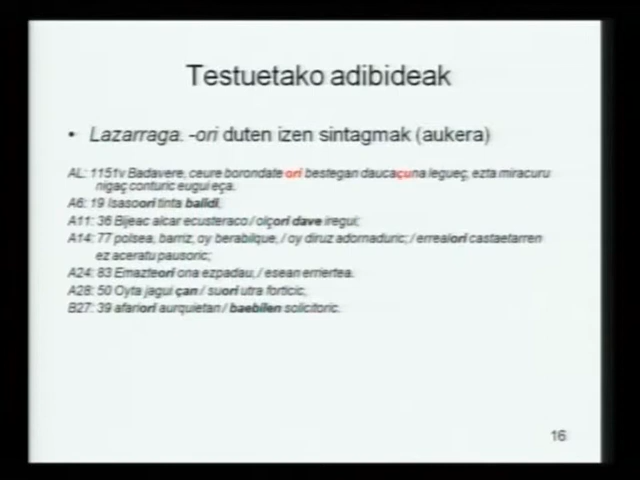 Testuetako adibideak
• Lazarraga. -ori duten izen sintagmak (aukera)
AL: 1151v Badavere, ceure borondate ori bestegan daucaçuna legueç, ezta miracuru
nigaç conturic eugui eça.
A6: 19 Isasoori tinta balidi,
A11: 36 Bijeac alcar ecusteraco / olçori dave iregui;
A14: 77 polsea, barriz, oy berabilque, / oy diruz adornaduric; / errealori castaetarren
ez aceratu pausoric;
A24: 83 Emazteori ona ezpadau, / esean erriertea.
A28: 50 Oyta jagui çan / suori utra forticic,
B27: 39 afariori aurquietan / baebilen solicitoric.
16